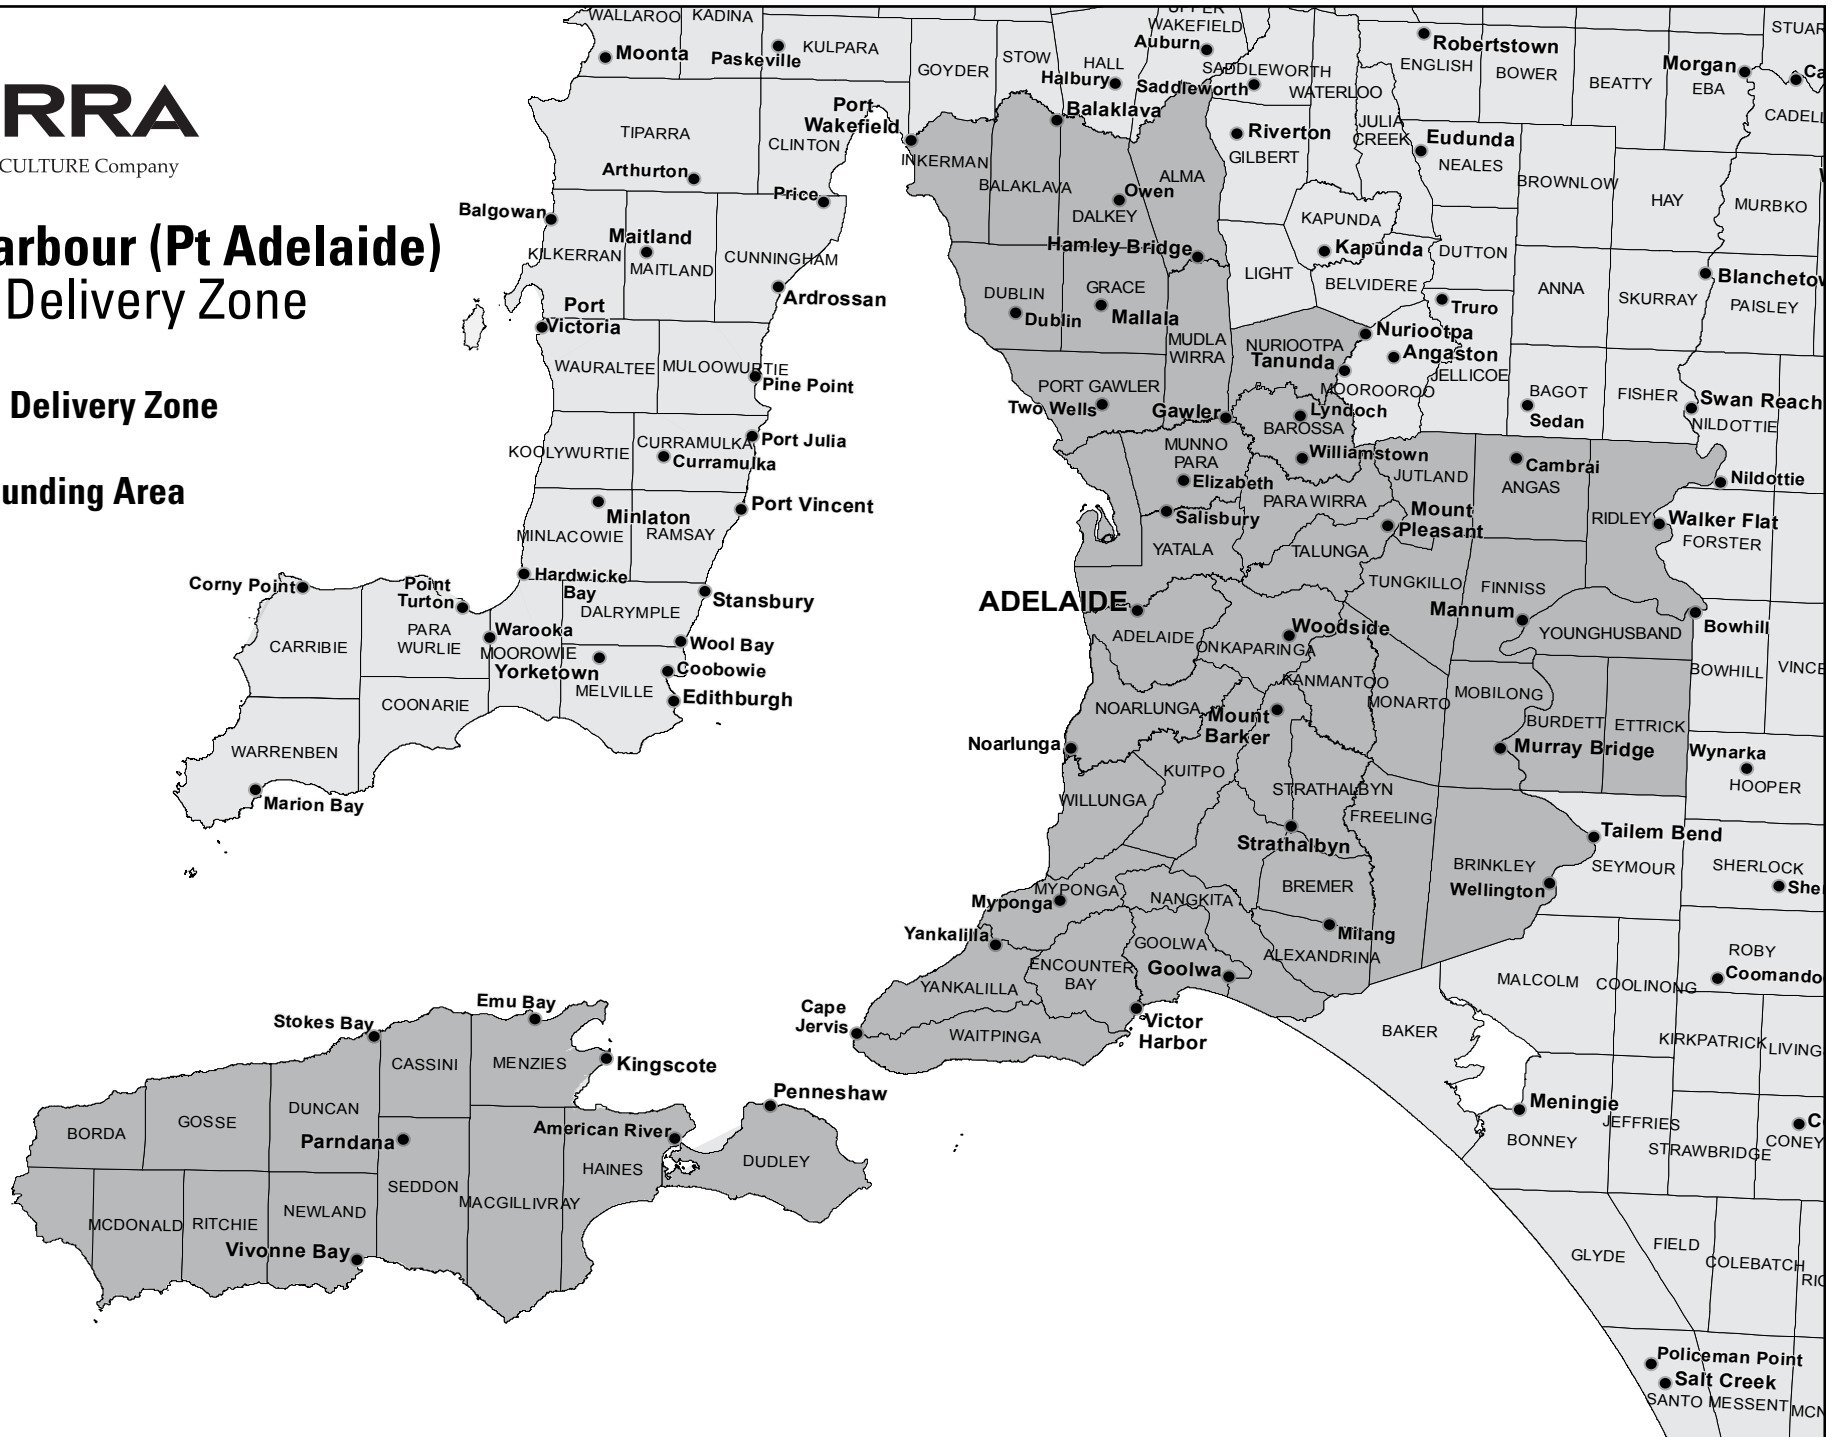 RRA
CULTURE Company
arbour (Pt Adelaide)
Delivery Zone
Delivery Zone
unding Area
WALLAROO
KADINA
Moonta
Paskeville
KULPARA
GOYDER
STOW
HALL
Halbury
UPPER
WAKEFIELD
Auburn
SADDLEWORTH
Saddleworth
WATERLOO
Robertstown
ENGLISH
BOWER
BEATTY
Morgan
EBA
STUAR
Ca
CADELL
TIPARRA
CLINTON
Port
Wakefield
Balaklava
Riverton
GILBERT
JULIA
CREEK
Eudunda
NEALES
BROWNLOW
HAY
MURBKO
Arthurton
Price
INKERMAN
BALAKLAVA
Owen
DALKEY
ALMA
KAPUNDA
Kapunda
DUTTON
Balgowan
Maitland
KILKERRAN
MAITLAND
CUNNINGHAM
Hamley Bridge
LIGHT
BELVIDERE
Blanchetow
ANNA
SKURRAY
PAISLEY
Ardrossan
Port
Victoria
DUBLIN
Dublin
GRACE
Mallala
Truro
MUDLA
WIRRA
NURIOOTPA
Nuriootpa
Tanunda
Angaston
JELLICOE
MOOROOROO
WAURALTEE
MULOOWURTIE
Pine Point
PORT GAWLER
Two Wells
Gawler
Lyndoch
BAROSSA
BAGOT
Sedan
FISHER
Swan Reach
NILDOTTIE
KOOLYWURTIE
CURRAMULKA
Curramulka
Port Julia
MUNNO
PARA
Elizabeth
Williamstown
JUTLAND
Cambrai
ANGAS
Nildottie
Minlaton
MINLACOWIE
RAMSAY
Port Vincent
Salisbury
PARA WIRRA
Mount
Pleasant
RIDLEY
Walker Flat
FORSTER
YATALA
TALUNGA
TUNGKILLO
FINNISS
Mannum
Corny Point
Point
Turton
Hardwicke
Bay
DALRYMPLE
Stansbury
ADELAIDE
ADELAIDE
Woodside
ONKAPARINGA
YOUNGHUSBAND
Bowhill
BOWHILL
VINCE
CARRIBIE
PARA
WURLIE
Warooka
MOOROWIE
Yorketown
Wool Bay
Coobowie
MELVILLE
Edithburgh
COONARIE
KANMANTOO
MONARTO
MOBILONG
BURDETT
ETTRICK
NOARLUNGA
Mount
Barker
WARRENBEN
Marion Bay
Noarlunga
KUITPO
Murray Bridge
Wynarka
HOOPER
WILLUNGA
STRATHALBYN
FREELING
Strathalbyn
Tailem Bend
SEYMOUR
SHERLOCK
She
BRINKLEY
Wellington
MYPONGA
Myponga
NANGKITA
BREMER
Yankalilla
GOOLWA
Milang
ALEXANDRINA
ROBY
Coomando
YANKALILLA
ENCOUNTER
BAY
Goolwa
MALCOLM
COOLINONG
Cape
Jervis
WAITPINGA
Victor
Harbor
BAKER
KIRKPATRICK
LIVING
Emu Bay
Stokes Bay
CASSINI
MENZIES
Kingscote
Penneshaw
Meningie
BONNEY
JEFFRIES
STRAWBRIDGE
C
CONEY
BORDA
GOSSE
DUNCAN
Parndana
American River
DUDLEY
HAINES
SEDDON
MACGILLIVRAY
MCDONALD
RITCHIE
NEWLAND
Vivonne Bay
GLYDE
FIELD
COLEBATCH
RIC
Policeman Point
Salt Creek
SANTO
MESSENT
MCN